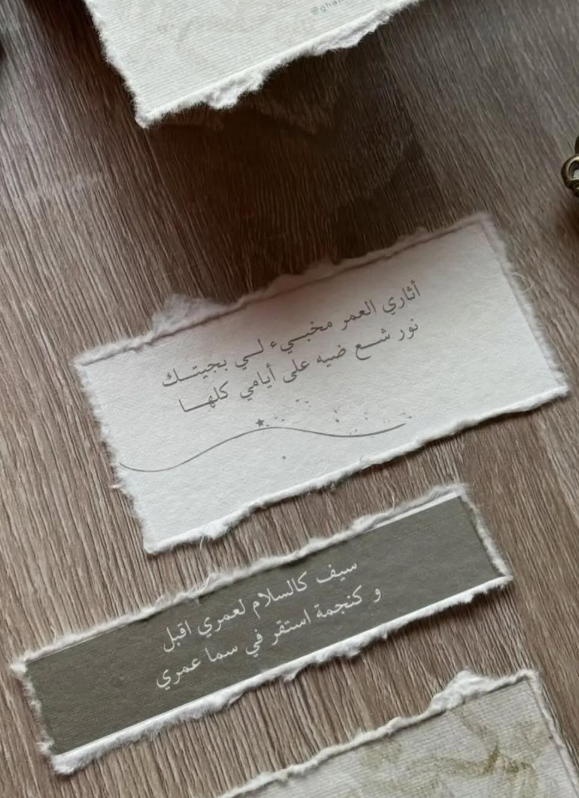 أثاري العمر مخبيء لي بجيتك
نور شع ضيه على أيامي كلها
سيف كالسلام لعمري اقبل
و كنجمة استقر في سما عمري